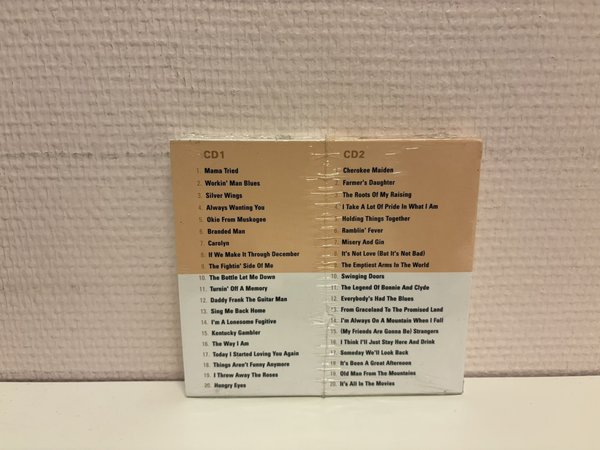 CD1
1. Mama Tried
2. Workin' Man Blues
3. Silver Wings
4. Always Wanting You
5. Okie From Muskogee
6. Branded Man
7. Carolyn
8. If We Make It Through December
9. The Fightin' Side Of Me
10. The Bottle Let Me Down
11. Turnin' Off A Memory
12. Daddy Frank The Guitar Man
13. Sing Me Back Home
14. I'm A Lonesome Fugitive
15. Kentucky Gambler
16. The Way I Am
17. Today I Started Loving You Again
18. Things Aren't Funny Anymore
19. I Threw Away The Roses
20. Hungry Eyes
CD2
Cherokee Maiden
Farmer's Daughter
The Roots Of My Raising
I Take A Lot Of Pride In What I Am
Holding Things Together
6. Ramblin' Fever
7. Misery And Gin
8. It's Not Love (But It's Not Bad)
9. The Emptiest Arms In The World
10. Swinging Doors
11. The Legend Of Bonnie And Clyde
12. Everybody's Had The Blues
13. From Graceland To The Promised Land
14. I'm Always On A Mountain When I Fall
15. (My Friends Are Gonna Be) Strangers
16. I Think I'll Just Stay Here And Drink
17. Someday We'll Look Back
18. It's Been A Great Afternoon
19. Old Man From The Mountains
20. It's All In The Movies